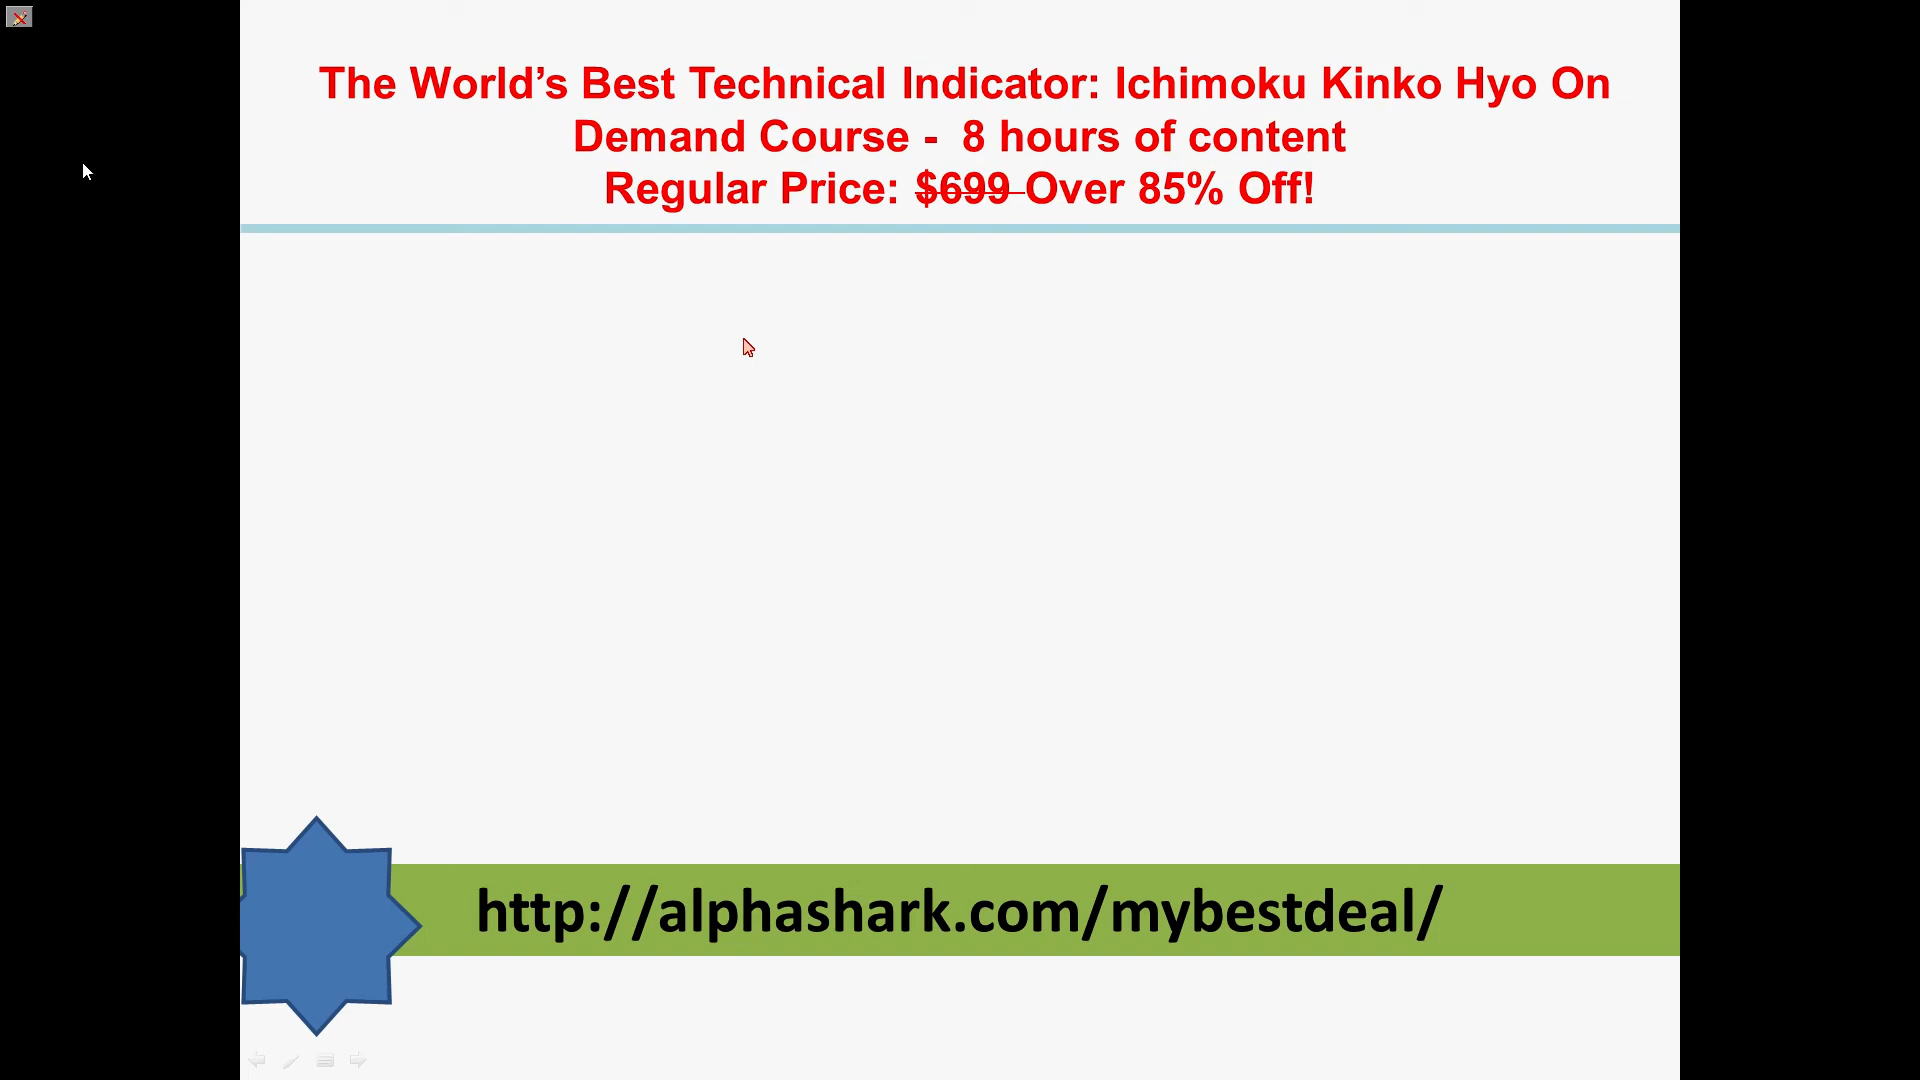 The World’s Best Technical Indicator: Ichimoku Kinko Hyo On
Demand Course -  8 hours of content
Regular Price: $699 Over 85% Off!
http://alphashark.com/mybestdeal/